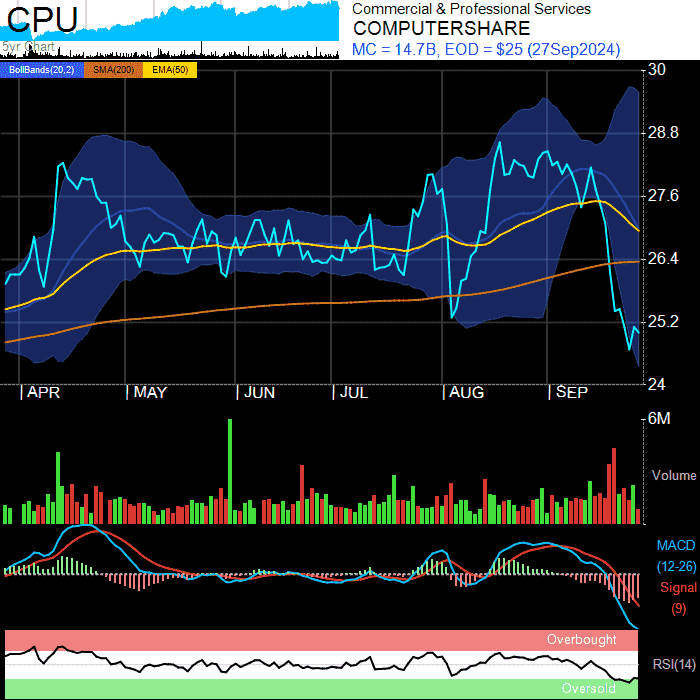 CPU
Commercial & Professional Services
COMPUTERSHARE
5yr Chart
MC = 14.7B, EOD = $25 (27Sep2024)
BollBands(20,2) SMA(200) EMA(50)
30
28.8
27.6
26.4
25.2
24
APR MAY JUN JUL AUG SEP
6M
Volume
MACD
(12-26)
Signal
(9)
Overbought
RSI(14)
Oversold